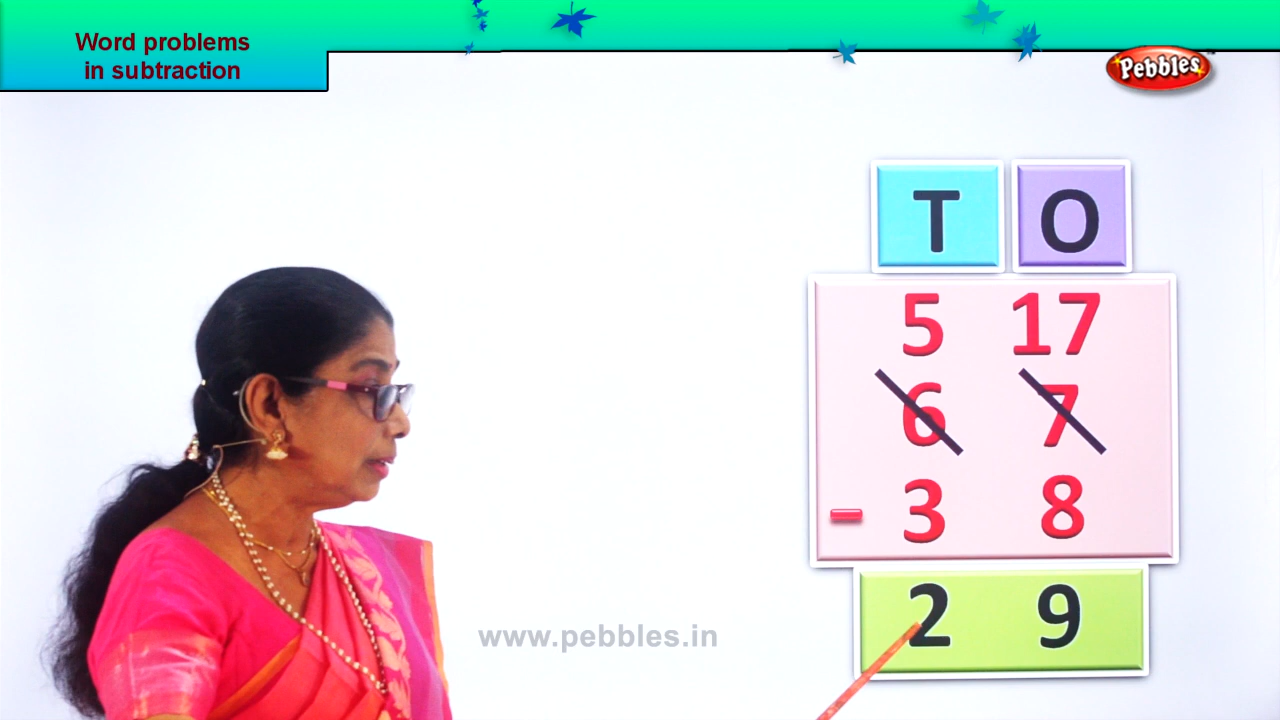 Word problems
in subtraction
Pebbles
T O
5 17
6 7
- 3 8
2 9
www.pebbles.in